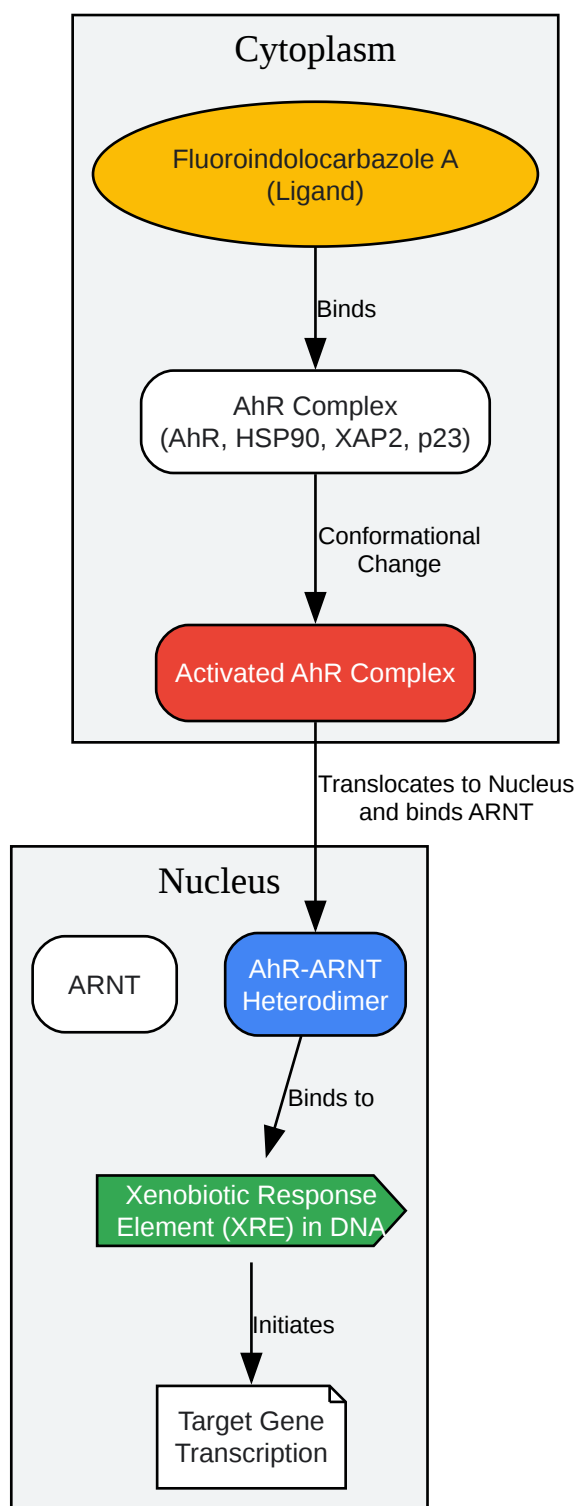 Cytoplasm
Fluoroindolocarbazole A
(Ligand)
Binds
AhR Complex
(AhR, HSP90, XAP2, p23)
Conformational
Change
Activated AhR Complex
Translocates to Nucleus
and binds ARNT
Nucleus
ARNT
AhR-ARNT
Heterodimer
Binds to
Xenobiotic Response
Element (XRE) in DNA
Initiates
Target Gene
Transcription